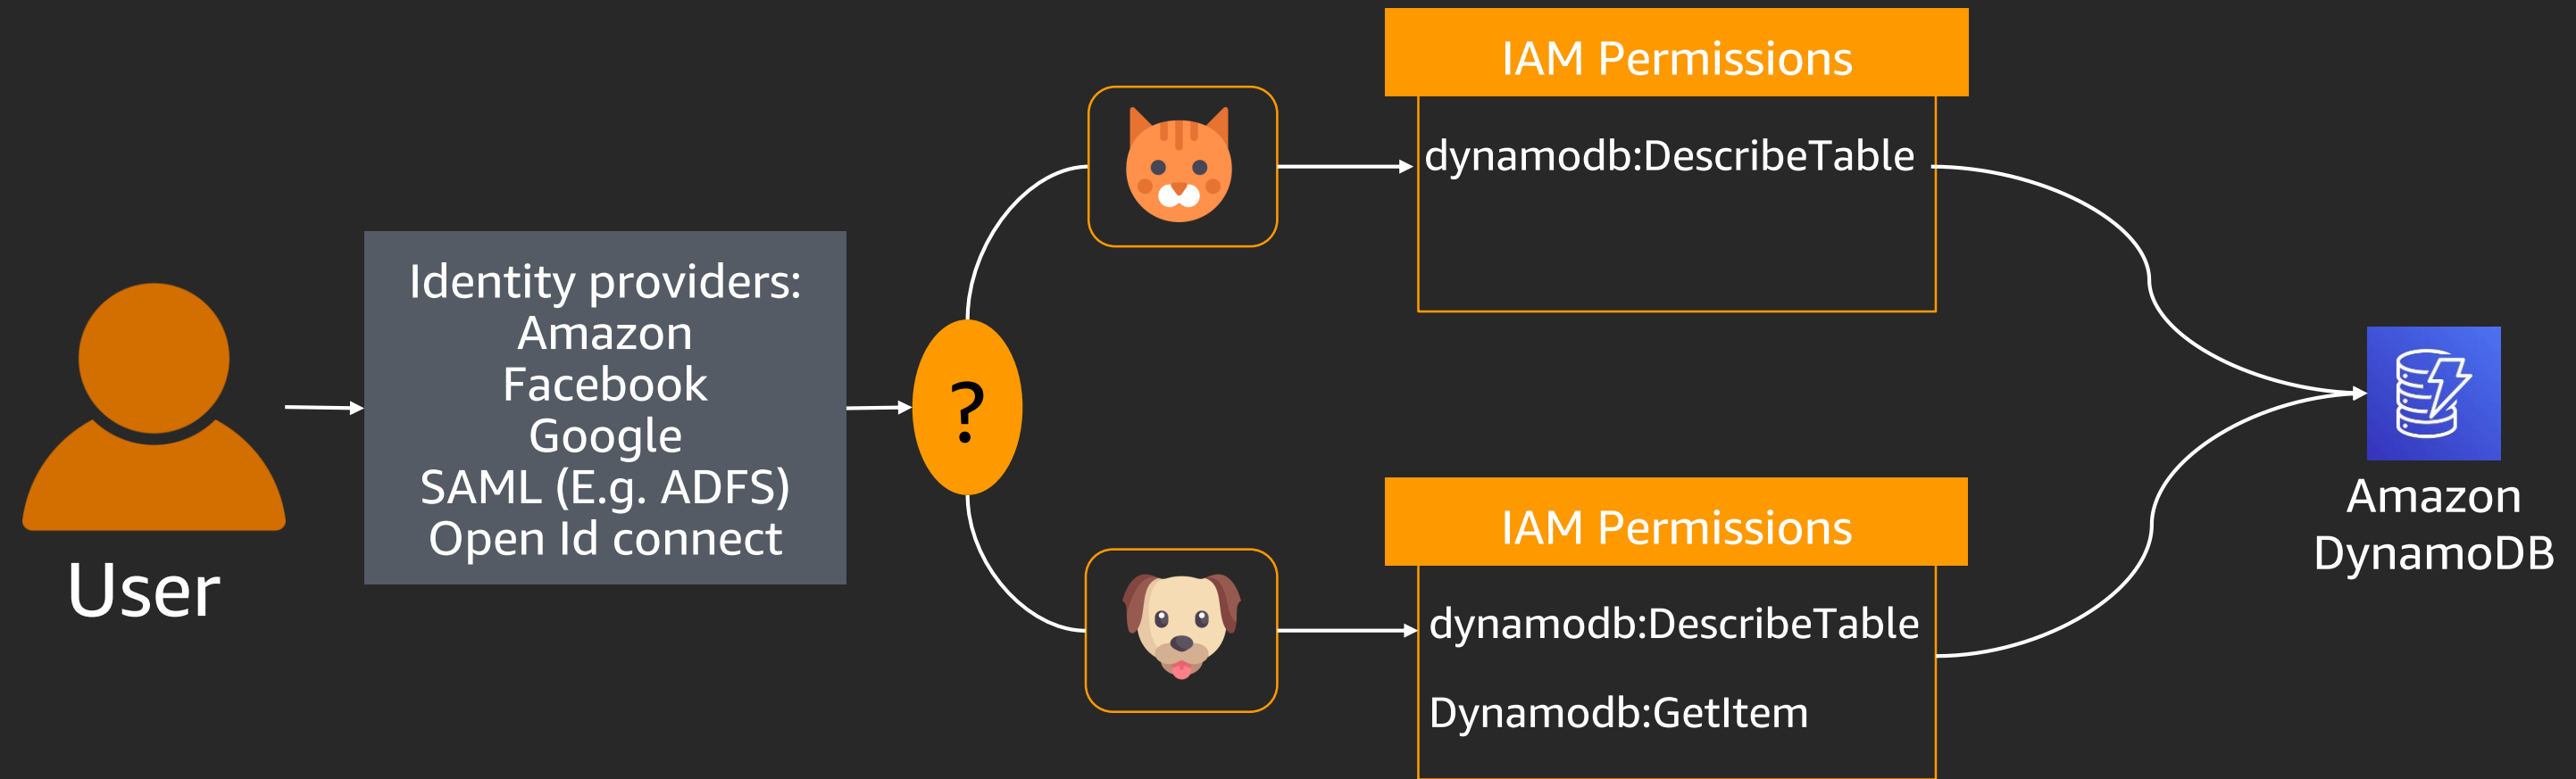 User
Identity providers:
Amazon
Facebook
Google
SAML (E.g. ADFS)
Open Id connect
?
IAM Permissions
dynamodb:DescribeTable
IAM Permissions
dynamodb:DescribeTable
Dynamodb:GetItem
Amazon
DynamoDB